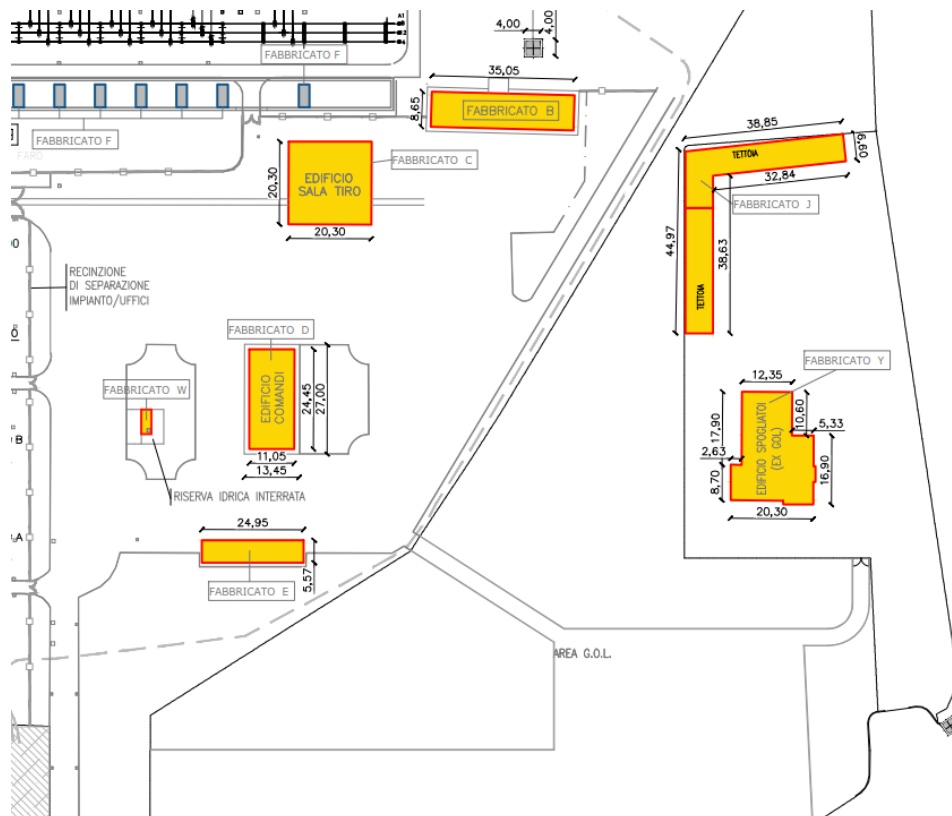 A1
4,00
4,00
FABBRICATO F
35,05
8,65
FABBRICATO B
38,85
6,60
FABBRICATO F
FARO
TETTOIA
FABBRICATO C
32,84
EDIFICIO
SALA TIRO
20,30
20,30
FABBRICATO J
44,97
38,63
00
RECINZIONE
DI SEPARAZIONE
IMPIANTO/UFFICI
TETTOIA
FABBRICATO D
FABBRICATO Y
EDIFICIO
COMANDI
24,45
27,00
12,35
FABBRICATO W
10,60
17,90
5,33
EDIFICIO SPOGLIATOI
(EX GOL)
B
2,63
11,05
13,45
8,70
16,90
RISERVA IDRICA INTERRATA
20,30
24,95
A
5,57
FABBRICATO E
AREA G.O.L.